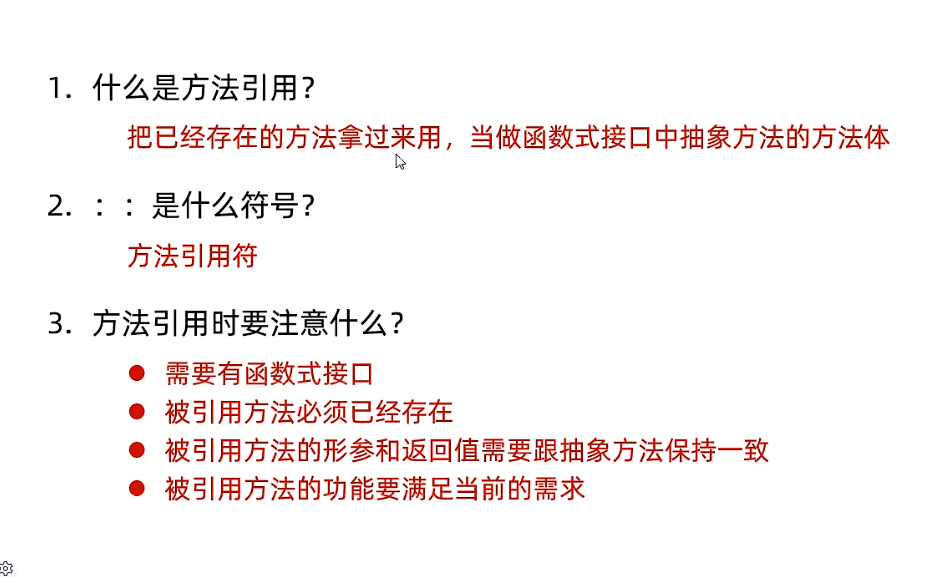 1. 什么是方法引用？
把已经存在的方法拿过来用，当做函数式接口中抽象方法的方法体
2. ：：是什么符号？
方法引用符
3. 方法引用时要注意什么？
● 需要有函数式接口
● 被引用方法必须已经存在
● 被引用方法的形参和返回值需要跟抽象方法保持一致
● 被引用方法的功能要满足当前的需求